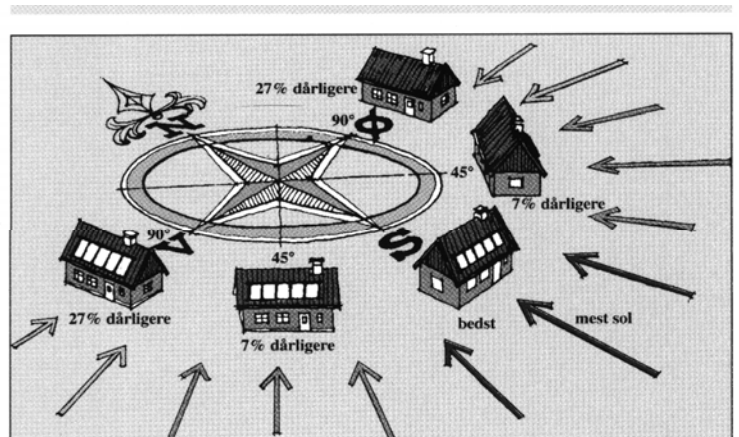 27% dårligere
N
90°
Ø
45°
7% dårligere
90°
V
S
45°
27% dårligere
7% dårligere
bedst
mest sol